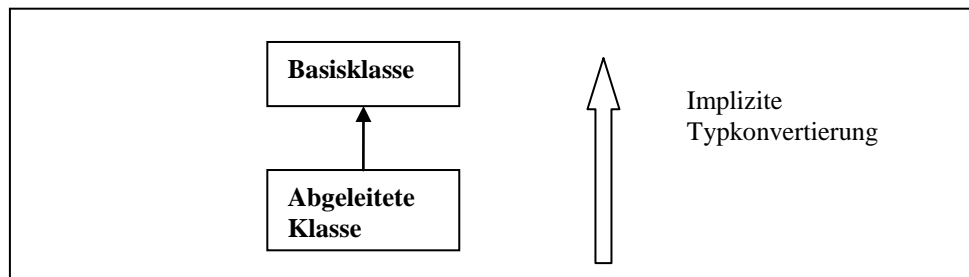 Basisklasse
Implizite
Typkonvertierung
Abgeleitete
Klasse